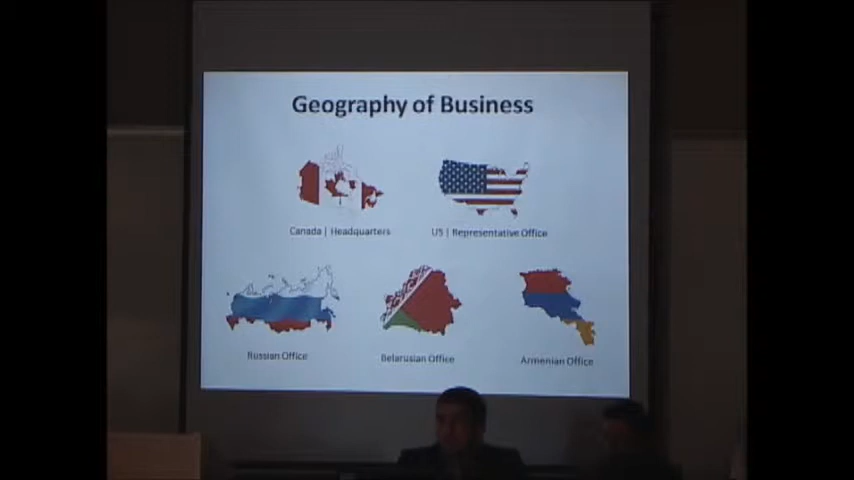 Geography of Business
Canada | Headquarters
US | Representative Office
Russian Office
Belarusian Office
Armenian Office